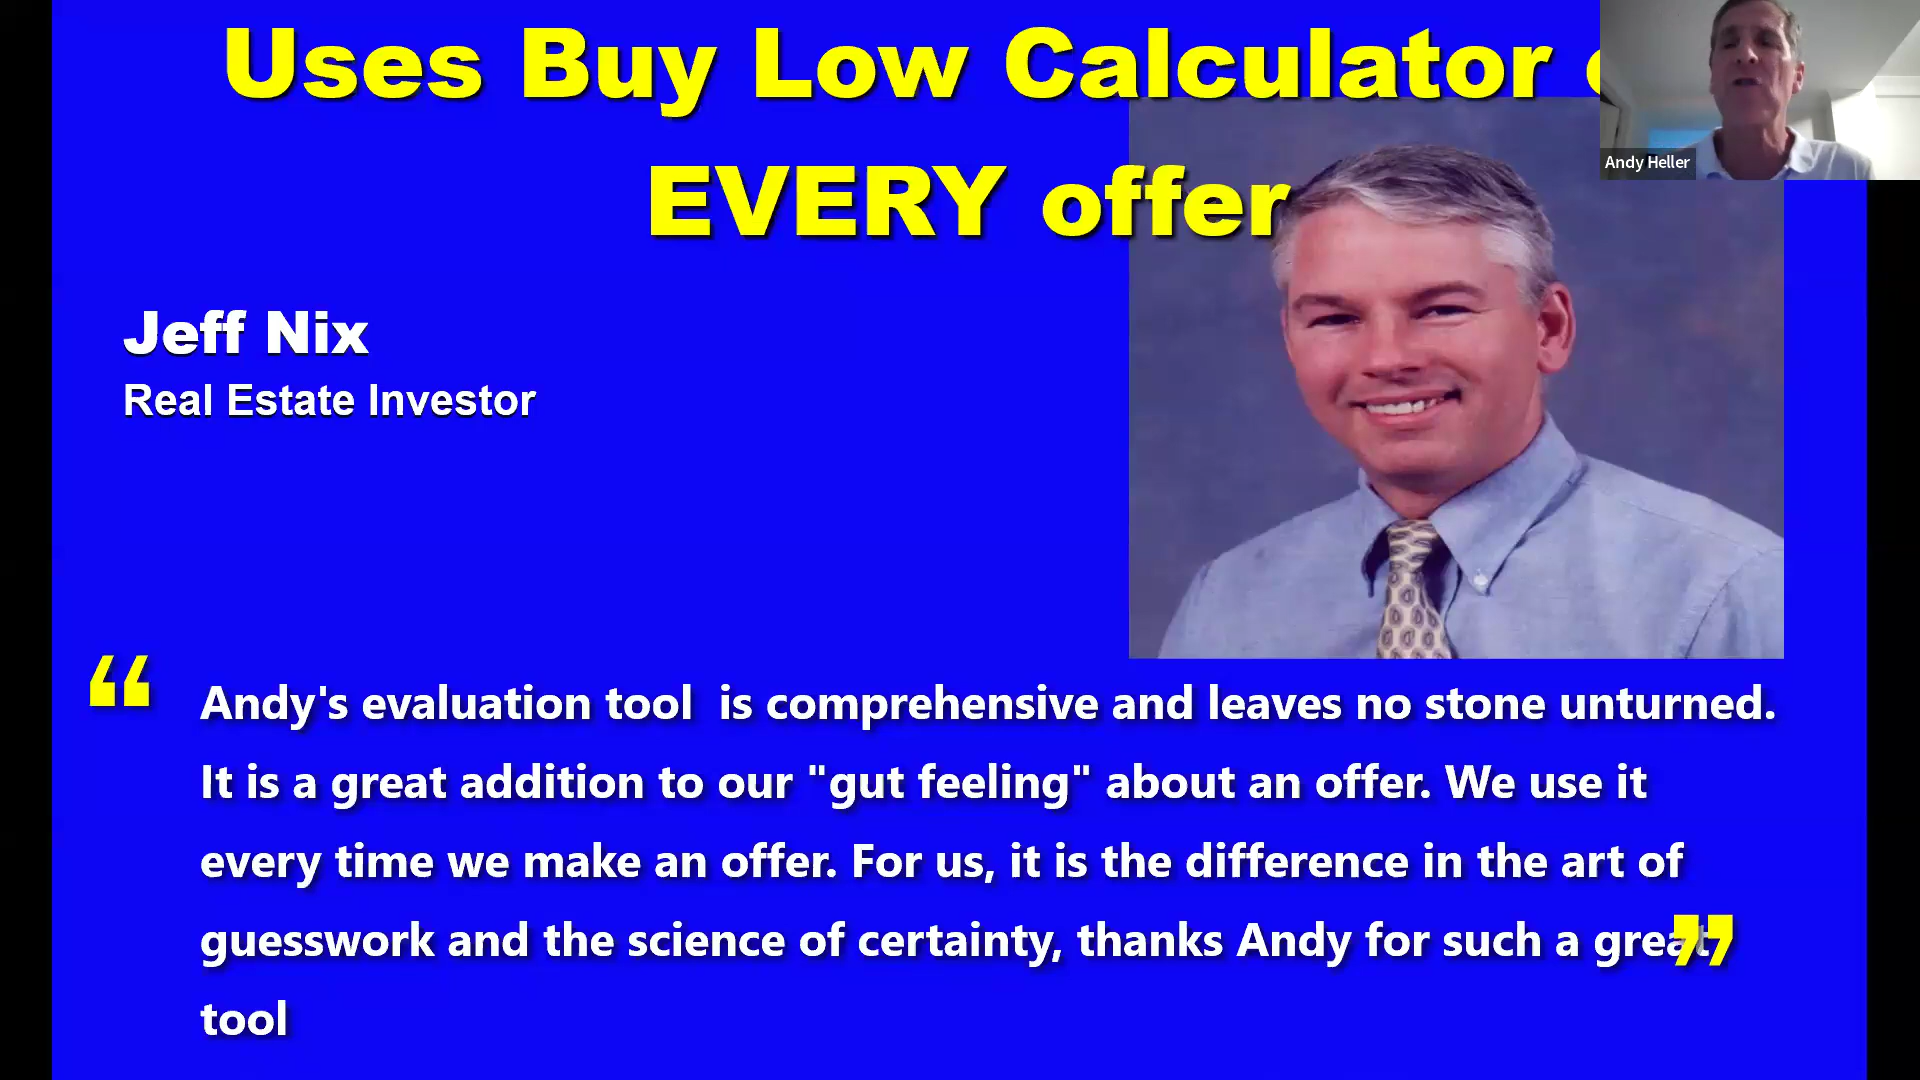 Uses Buy Low Calculator
EVERY offer
Andy Heller
Jeff Nix
Real Estate Investor
“
Andy's evaluation tool is comprehensive and leaves no stone unturned.
It is a great addition to our "gut feeling" about an offer. We use it
every time we make an offer. For us, it is the difference in the art of
guesswork and the science of certainty, thanks Andy for such a great
tool
”